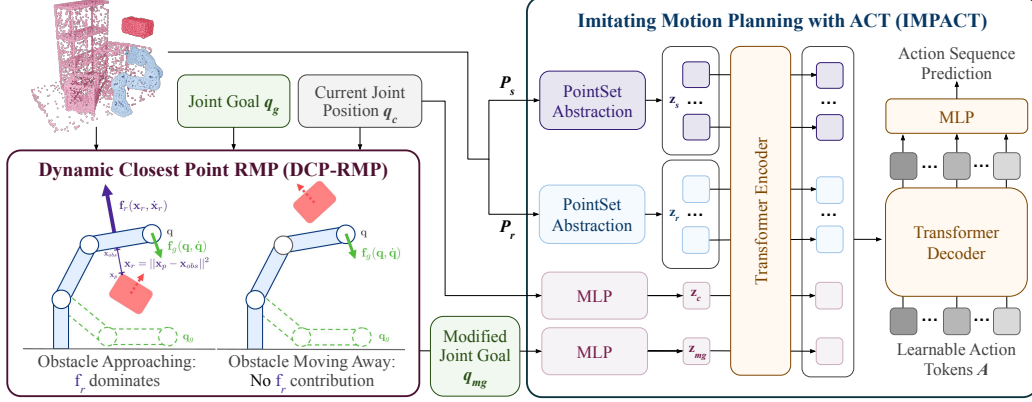 Imitating Motion Planning with ACT (IMPACT)
Joint Goal q_g
Current Joint
Position q_c
P_s
PointSet
Abstraction
z_s
...
...
P_r
PointSet
Abstraction
z_r
...
...
MLP
z_c
MLP
z_mg
Transformer Encoder
Action Sequence
Prediction
MLP
... ...
Transformer
Decoder
... ...
Learnable Action
Tokens A
Dynamic Closest Point RMP (DCP-RMP)
f_r(x_r, ẋ_r)
q
f_g(q, q̇)
x_obs
x_r = ||x_p − x_obs||²
x_p
q_g
Obstacle Approaching:
f_r dominates
q
f_g(q, q̇)
q_g
Obstacle Moving Away:
No f_r contribution
Modified
Joint Goal
q_mg